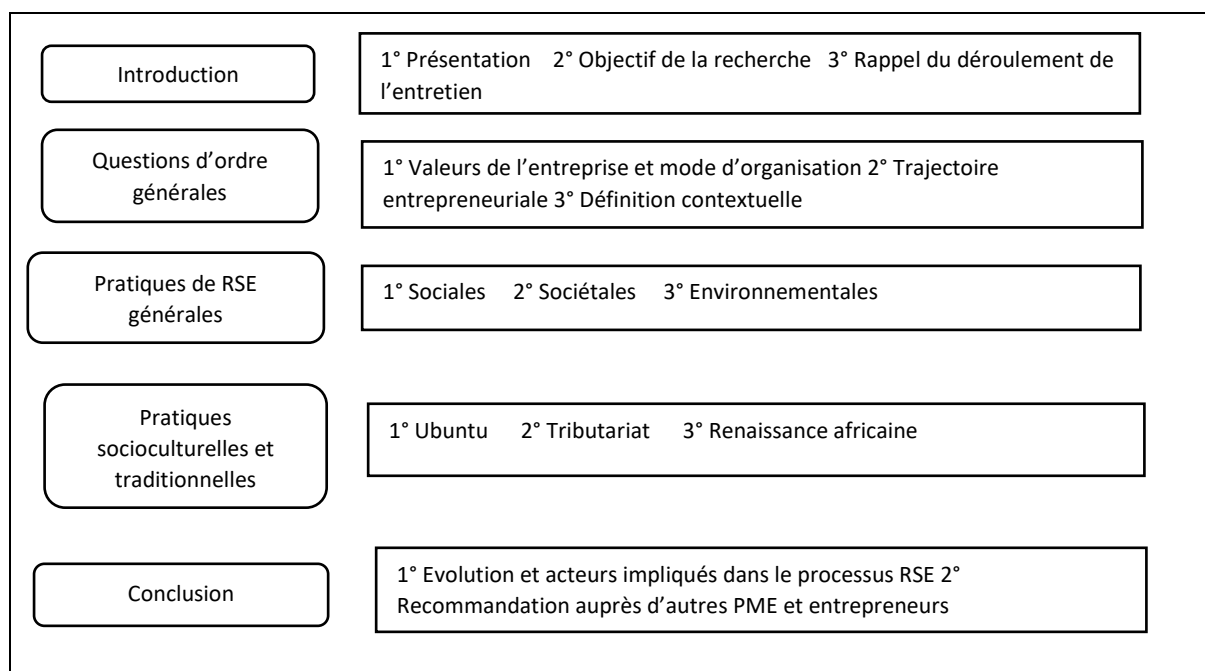 Introduction
1° Présentation 2° Objectif de la recherche 3° Rappel du déroulement de
l’entretien
Questions d’ordre
générales
1° Valeurs de l’entreprise et mode d’organisation 2° Trajectoire
entrepreneuriale 3° Définition contextuelle
Pratiques de RSE
générales
1° Sociales 2° Sociétales 3° Environnementales
Pratiques
socioculturelles et
traditionnelles
1° Ubuntu 2° Tributariat 3° Renaissance africaine
Conclusion
1° Evolution et acteurs impliqués dans le processus RSE 2°
Recommandation auprès d’autres PME et entrepreneurs